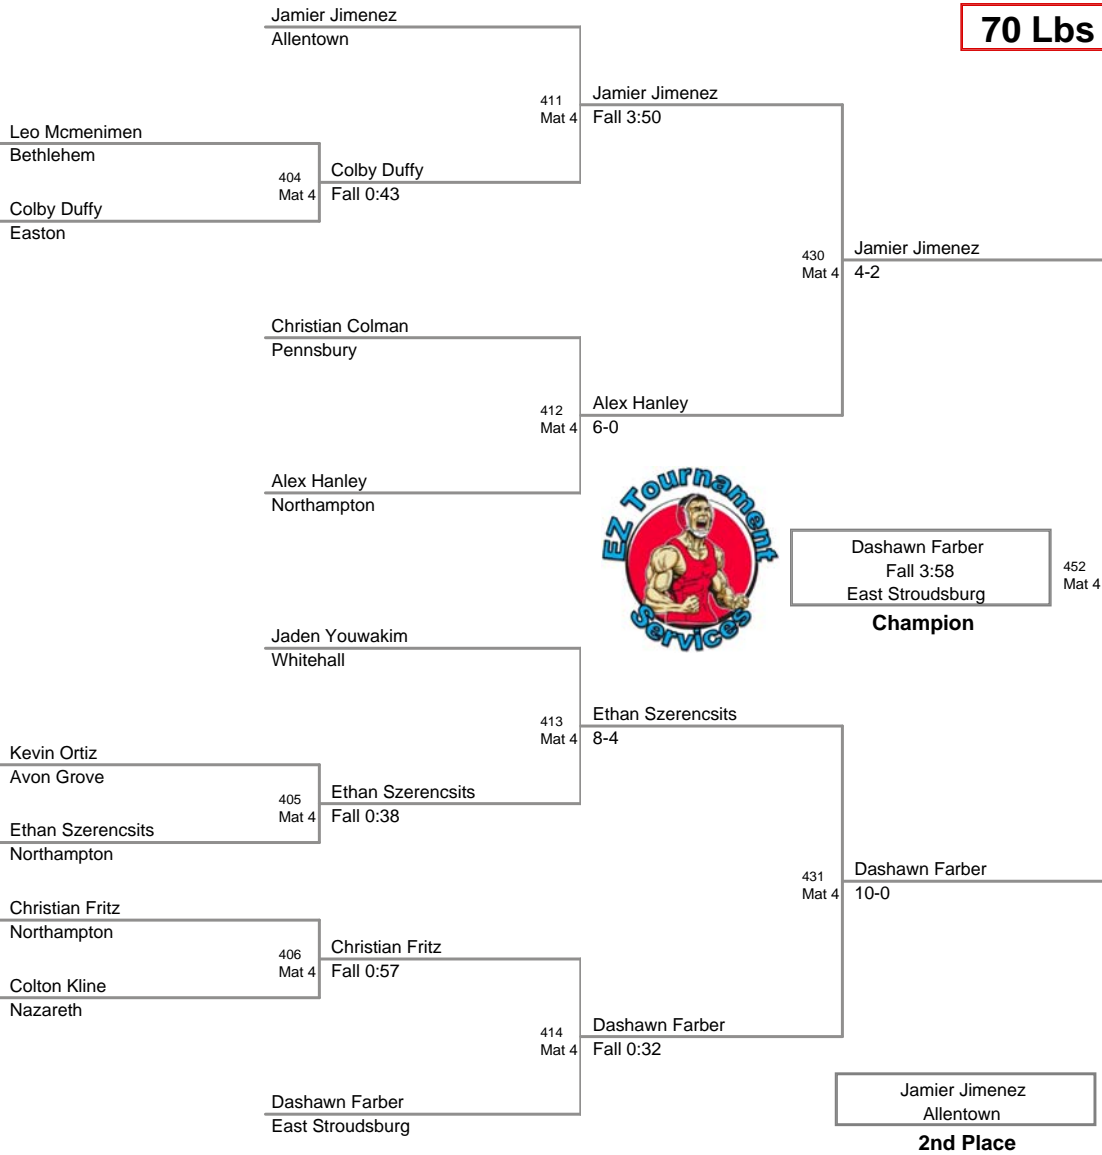 70 Lbs
Jamier Jimenez
Allentown
411
Mat 4
Jamier Jimenez
Fall 3:50
Leo Mcmenimen
Bethlehem
404
Mat 4
Colby Duffy
Fall 0:43
Colby Duffy
Easton
430
Mat 4
Jamier Jimenez
4-2
Christian Colman
Pennsbury
412
Mat 4
Alex Hanley
6-0
Alex Hanley
Northampton
EZ Tournament
Services
Dashawn Farber
Fall 3:58
East Stroudsburg
452
Mat 4
Champion
Jaden Youwakim
Whitehall
413
Mat 4
Ethan Szerencsits
8-4
Kevin Ortiz
Avon Grove
405
Mat 4
Ethan Szerencsits
Fall 0:38
Ethan Szerencsits
Northampton
431
Mat 4
Dashawn Farber
10-0
Christian Fritz
Northampton
406
Mat 4
Christian Fritz
Fall 0:57
Colton Kline
Nazareth
414
Mat 4
Dashawn Farber
Fall 0:32
Dashawn Farber
East Stroudsburg
Jamier Jimenez
Allentown
2nd Place